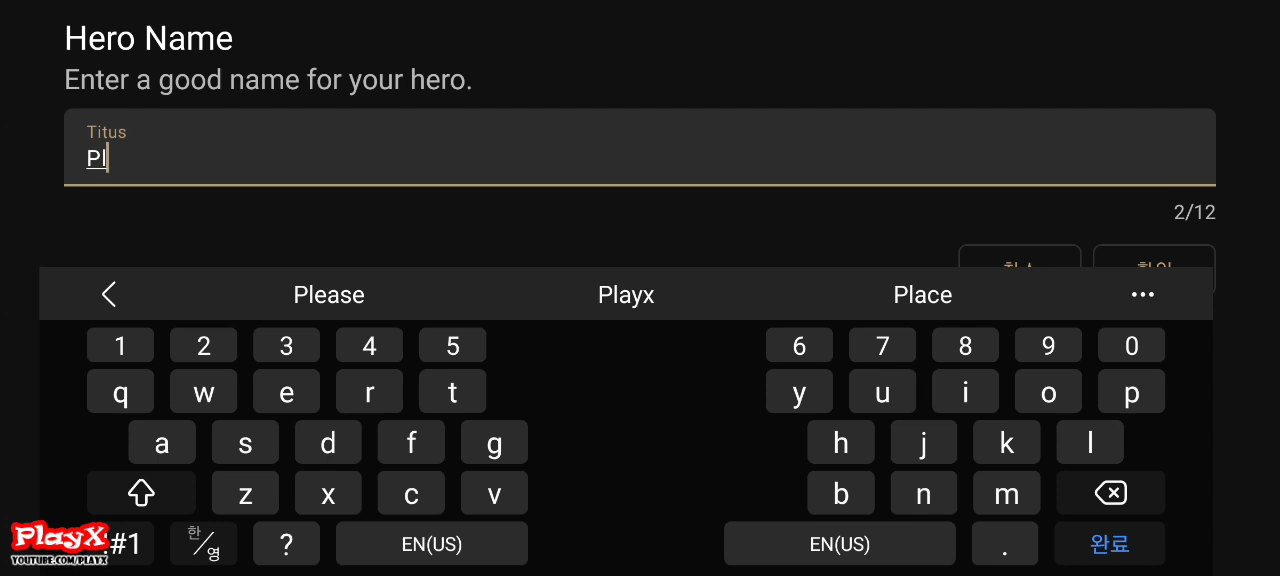 Hero Name
Enter a good name for your hero.
Titus
Pl
2/12
Please Playx Place •••
1 2 3 4 5 6 7 8 9 0
q w e r t y u i o p
a s d f g h j k l
z x c v b n m
#1 한/영 ? EN(US) EN(US) . 완료
PlayX
YOUTUBE.COM/PLAYX